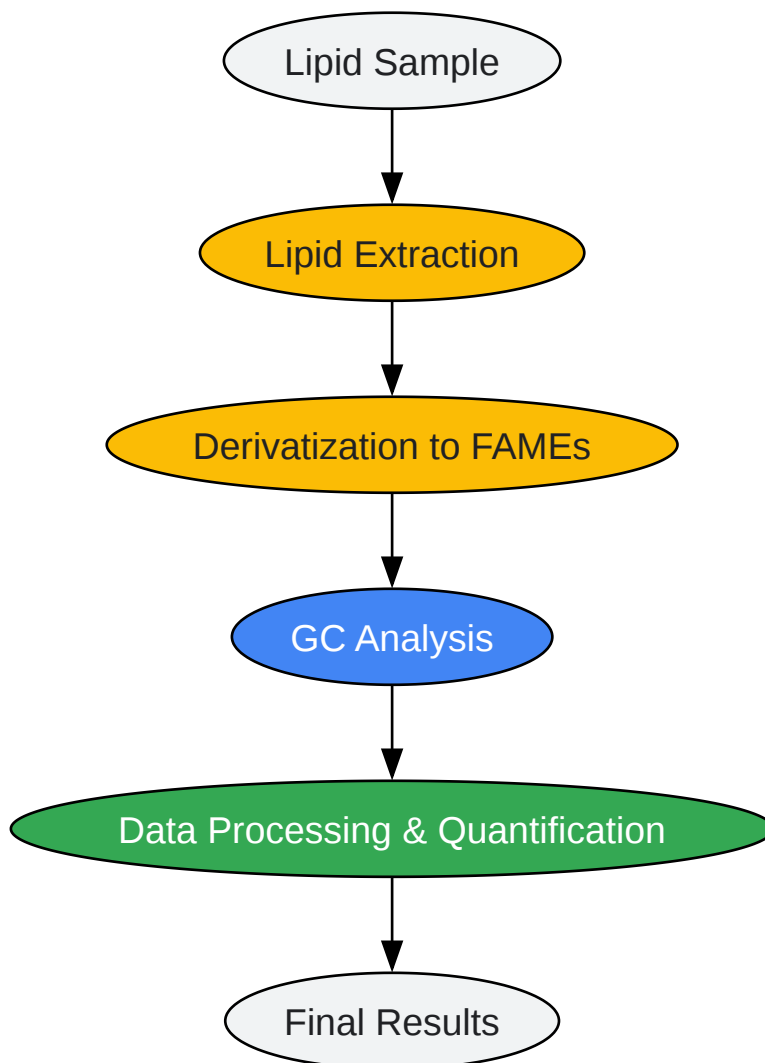 Lipid Sample
Lipid Extraction
Derivatization to FAMEs
GC Analysis
Data Processing & Quantification
Final Results